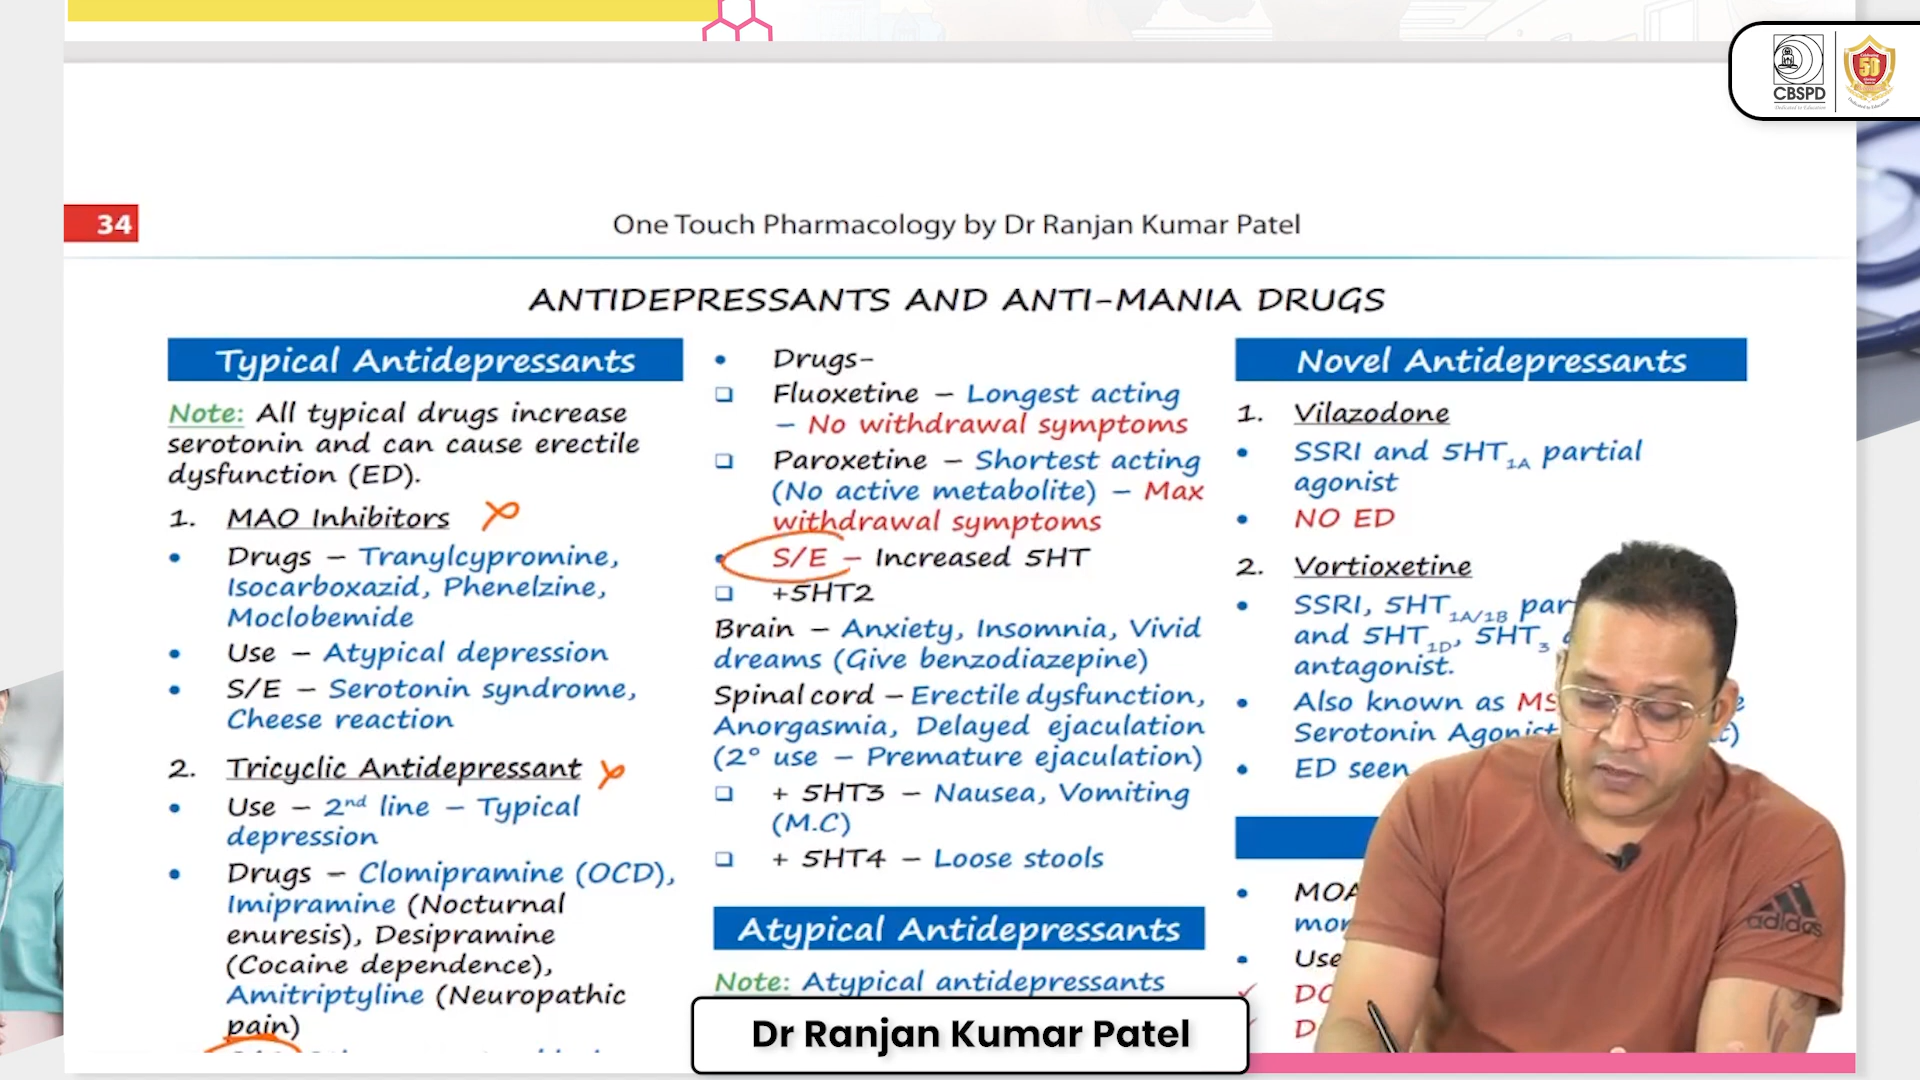 CBSPD
Dedicated to Education
50
34
One Touch Pharmacology by Dr Ranjan Kumar Patel
ANTIDEPRESSANTS AND ANTI-MANIA DRUGS
Typical Antidepressants
Note: All typical drugs increase
serotonin and can cause erectile
dysfunction (ED).
1. MAO Inhibitors
• Drugs – Tranylcypromine,
Isocarboxazid, Phenelzine,
Moclobemide
• Use – Atypical depression
• S/E – Serotonin syndrome,
Cheese reaction
2. Tricyclic Antidepressant
• Use – 2nd line – Typical
depression
• Drugs – Clomipramine (OCD),
Imipramine (Nocturnal
enuresis), Desipramine
(Cocaine dependence),
Amitriptyline (Neuropathic
pain)
• Drugs–
❑ Fluoxetine – Longest acting
– No withdrawal symptoms
❑ Paroxetine – Shortest acting
(No active metabolite) – Max
withdrawal symptoms
• S/E – Increased 5HT
❑ +5HT2
Brain – Anxiety, Insomnia, Vivid
dreams (Give benzodiazepine)
Spinal cord – Erectile dysfunction,
Anorgasmia, Delayed ejaculation
(2° use – Premature ejaculation)
❑ + 5HT3 – Nausea, Vomiting
(M.C)
❑ + 5HT4 – Loose stools
Atypical Antidepressants
Note: Atypical antidepressants
Novel Antidepressants
1. Vilazodone
• SSRI and 5HT1A partial
agonist
• NO ED
2. Vortioxetine
• SSRI, 5HT1A/1B
and 5HT1D, 5HT3
antagonist.
• Also known as
Serotonin
• ED seen
• MOA
• Use
adidas
Dr Ranjan Kumar Patel